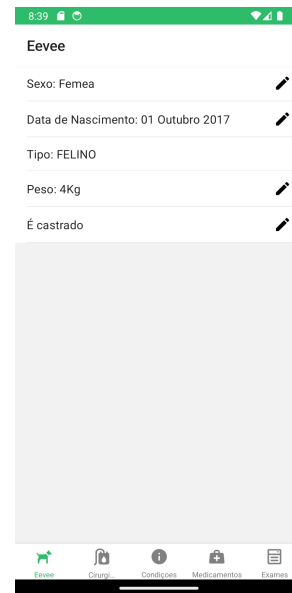 8:39
Eevee
Sexo: Femea
Data de Nascimento: 01 Outubro 2017
Tipo: FELINO
Peso: 4Kg
É castrado
Eevee
Cirurgi...
Condiçoes
Medicamentos
Exames